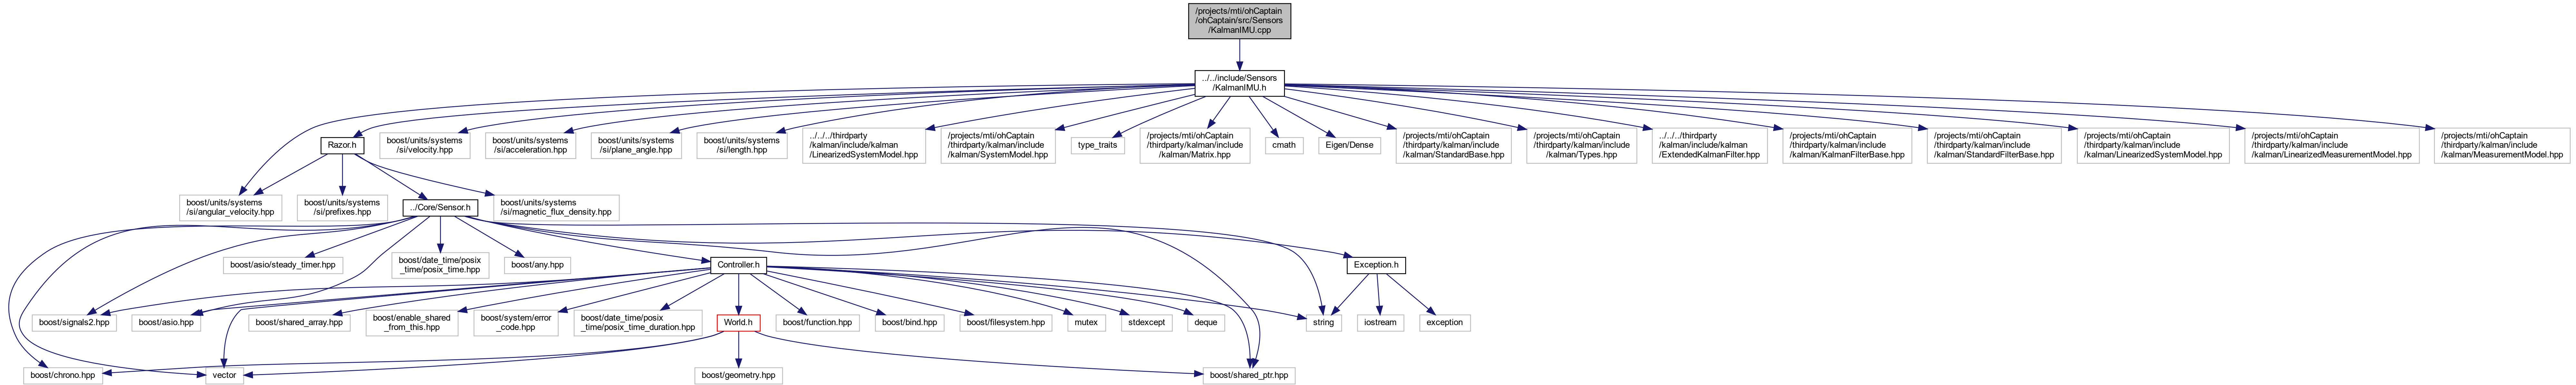 /projects/mti/ohCaptain
/ohCaptain/src/Sensors
/KalmanIMU.cpp
../../include/Sensors
/KalmanIMU.h
Razor.h
boost/units/systems
/si/velocity.hpp
boost/units/systems
/si/acceleration.hpp
boost/units/systems
/si/plane_angle.hpp
boost/units/systems
/si/length.hpp
../../../thirdparty
/kalman/include/kalman
/LinearizedSystemModel.hpp
/projects/mti/ohCaptain
/thirdparty/kalman/include
/kalman/SystemModel.hpp
type_traits
/projects/mti/ohCaptain
/thirdparty/kalman/include
/kalman/Matrix.hpp
cmath
Eigen/Dense
/projects/mti/ohCaptain
/thirdparty/kalman/include
/kalman/StandardBase.hpp
/projects/mti/ohCaptain
/thirdparty/kalman/include
/kalman/Types.hpp
../../../thirdparty
/kalman/include/kalman
/ExtendedKalmanFilter.hpp
/projects/mti/ohCaptain
/thirdparty/kalman/include
/kalman/KalmanFilterBase.hpp
/projects/mti/ohCaptain
/thirdparty/kalman/include
/kalman/StandardFilterBase.hpp
/projects/mti/ohCaptain
/thirdparty/kalman/include
/kalman/LinearizedSystemModel.hpp
/projects/mti/ohCaptain
/thirdparty/kalman/include
/kalman/LinearizedMeasurementModel.hpp
/projects/mti/ohCaptain
/thirdparty/kalman/include
/kalman/MeasurementModel.hpp
boost/units/systems
/si/angular_velocity.hpp
boost/units/systems
/si/prefixes.hpp
../Core/Sensor.h
boost/units/systems
/si/magnetic_flux_density.hpp
boost/asio/steady_timer.hpp
boost/date_time/posix
_time/posix_time.hpp
boost/any.hpp
Controller.h
Exception.h
boost/signals2.hpp
boost/asio.hpp
boost/shared_array.hpp
boost/enable_shared
_from_this.hpp
boost/system/error
_code.hpp
boost/date_time/posix
_time/posix_time_duration.hpp
World.h
boost/function.hpp
boost/bind.hpp
boost/filesystem.hpp
mutex
stdexcept
deque
string
iostream
exception
boost/chrono.hpp
vector
boost/geometry.hpp
boost/shared_ptr.hpp